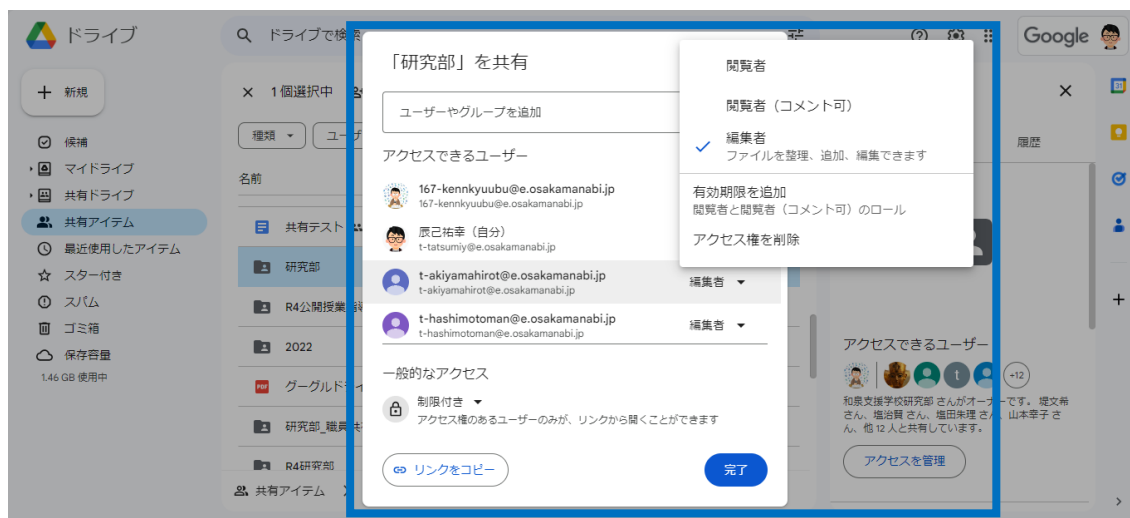 ドライブ
ドライブで検索
Google
新規
候補
マイドライブ
共有ドライブ
共有アイテム
最近使用したアイテム
スター付き
スパム
ゴミ箱
保存容量
1.46 GB 使用中
1 個選択中
種類
ユーザ
名前
共有テスト
研究部
R4公開授業
2022
グーグルドライ
研究部_職員共
R4研究部
共有アイテム
「研究部」を共有
ユーザーやグループを追加
アクセスできるユーザー
167-kennkyuubu@e.osakamanabi.jp
167-kennkyuubu@e.osakamanabi.jp
辰己祐幸（自分）
t-tatsumiy@e.osakamanabi.jp
t-akiyamahirot@e.osakamanabi.jp
t-akiyamahirot@e.osakamanabi.jp
編集者
t-hashimotoman@e.osakamanabi.jp
t-hashimotoman@e.osakamanabi.jp
編集者
一般的なアクセス
制限付き
アクセス権のあるユーザーのみが、リンクから開くことができます
リンクをコピー
完了
閲覧者
閲覧者（コメント可）
編集者
ファイルを整理、追加、編集できます
有効期限を追加
閲覧者と閲覧者（コメント可）のロール
アクセス権を削除
履歴
アクセスできるユーザー
t
+12
和泉支援学校研究部 さんがオーナーです。 堤文希
さん、塩治賛 さん、塩田朱理 さん、山本幸子 さ
ん、他 12 人と共有しています。
アクセスを管理
31